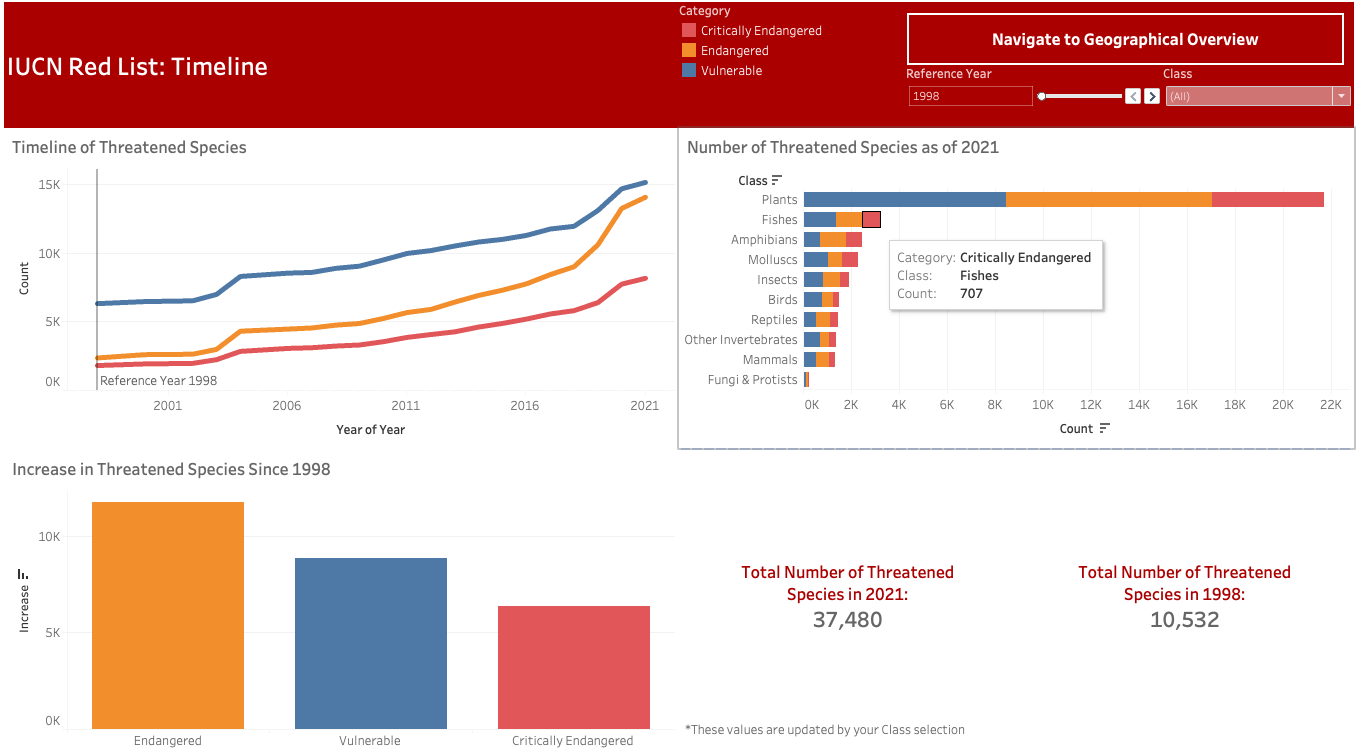 IUCN Red List: Timeline
Category
Critically Endangered
Endangered
Vulnerable
Navigate to Geographical Overview
Reference Year
Class
1998
(All)
Timeline of Threatened Species
15K
10K
5K
0K
Count
Reference Year 1998
2001 2006 2011 2016 2021
Year of Year
Number of Threatened Species as of 2021
Class
Plants
Fishes
Amphibians
Molluscs
Insects
Birds
Reptiles
Other Invertebrates
Mammals
Fungi & Protists
Category: Critically Endangered
Class: Fishes
Count: 707
0K 2K 4K 6K 8K 10K 12K 14K 16K 18K 20K 22K
Count
Increase in Threatened Species Since 1998
10K
5K
0K
Increase
Endangered Vulnerable Critically Endangered
Total Number of Threatened
Species in 2021:
37,480
Total Number of Threatened
Species in 1998:
10,532
*These values are updated by your Class selection